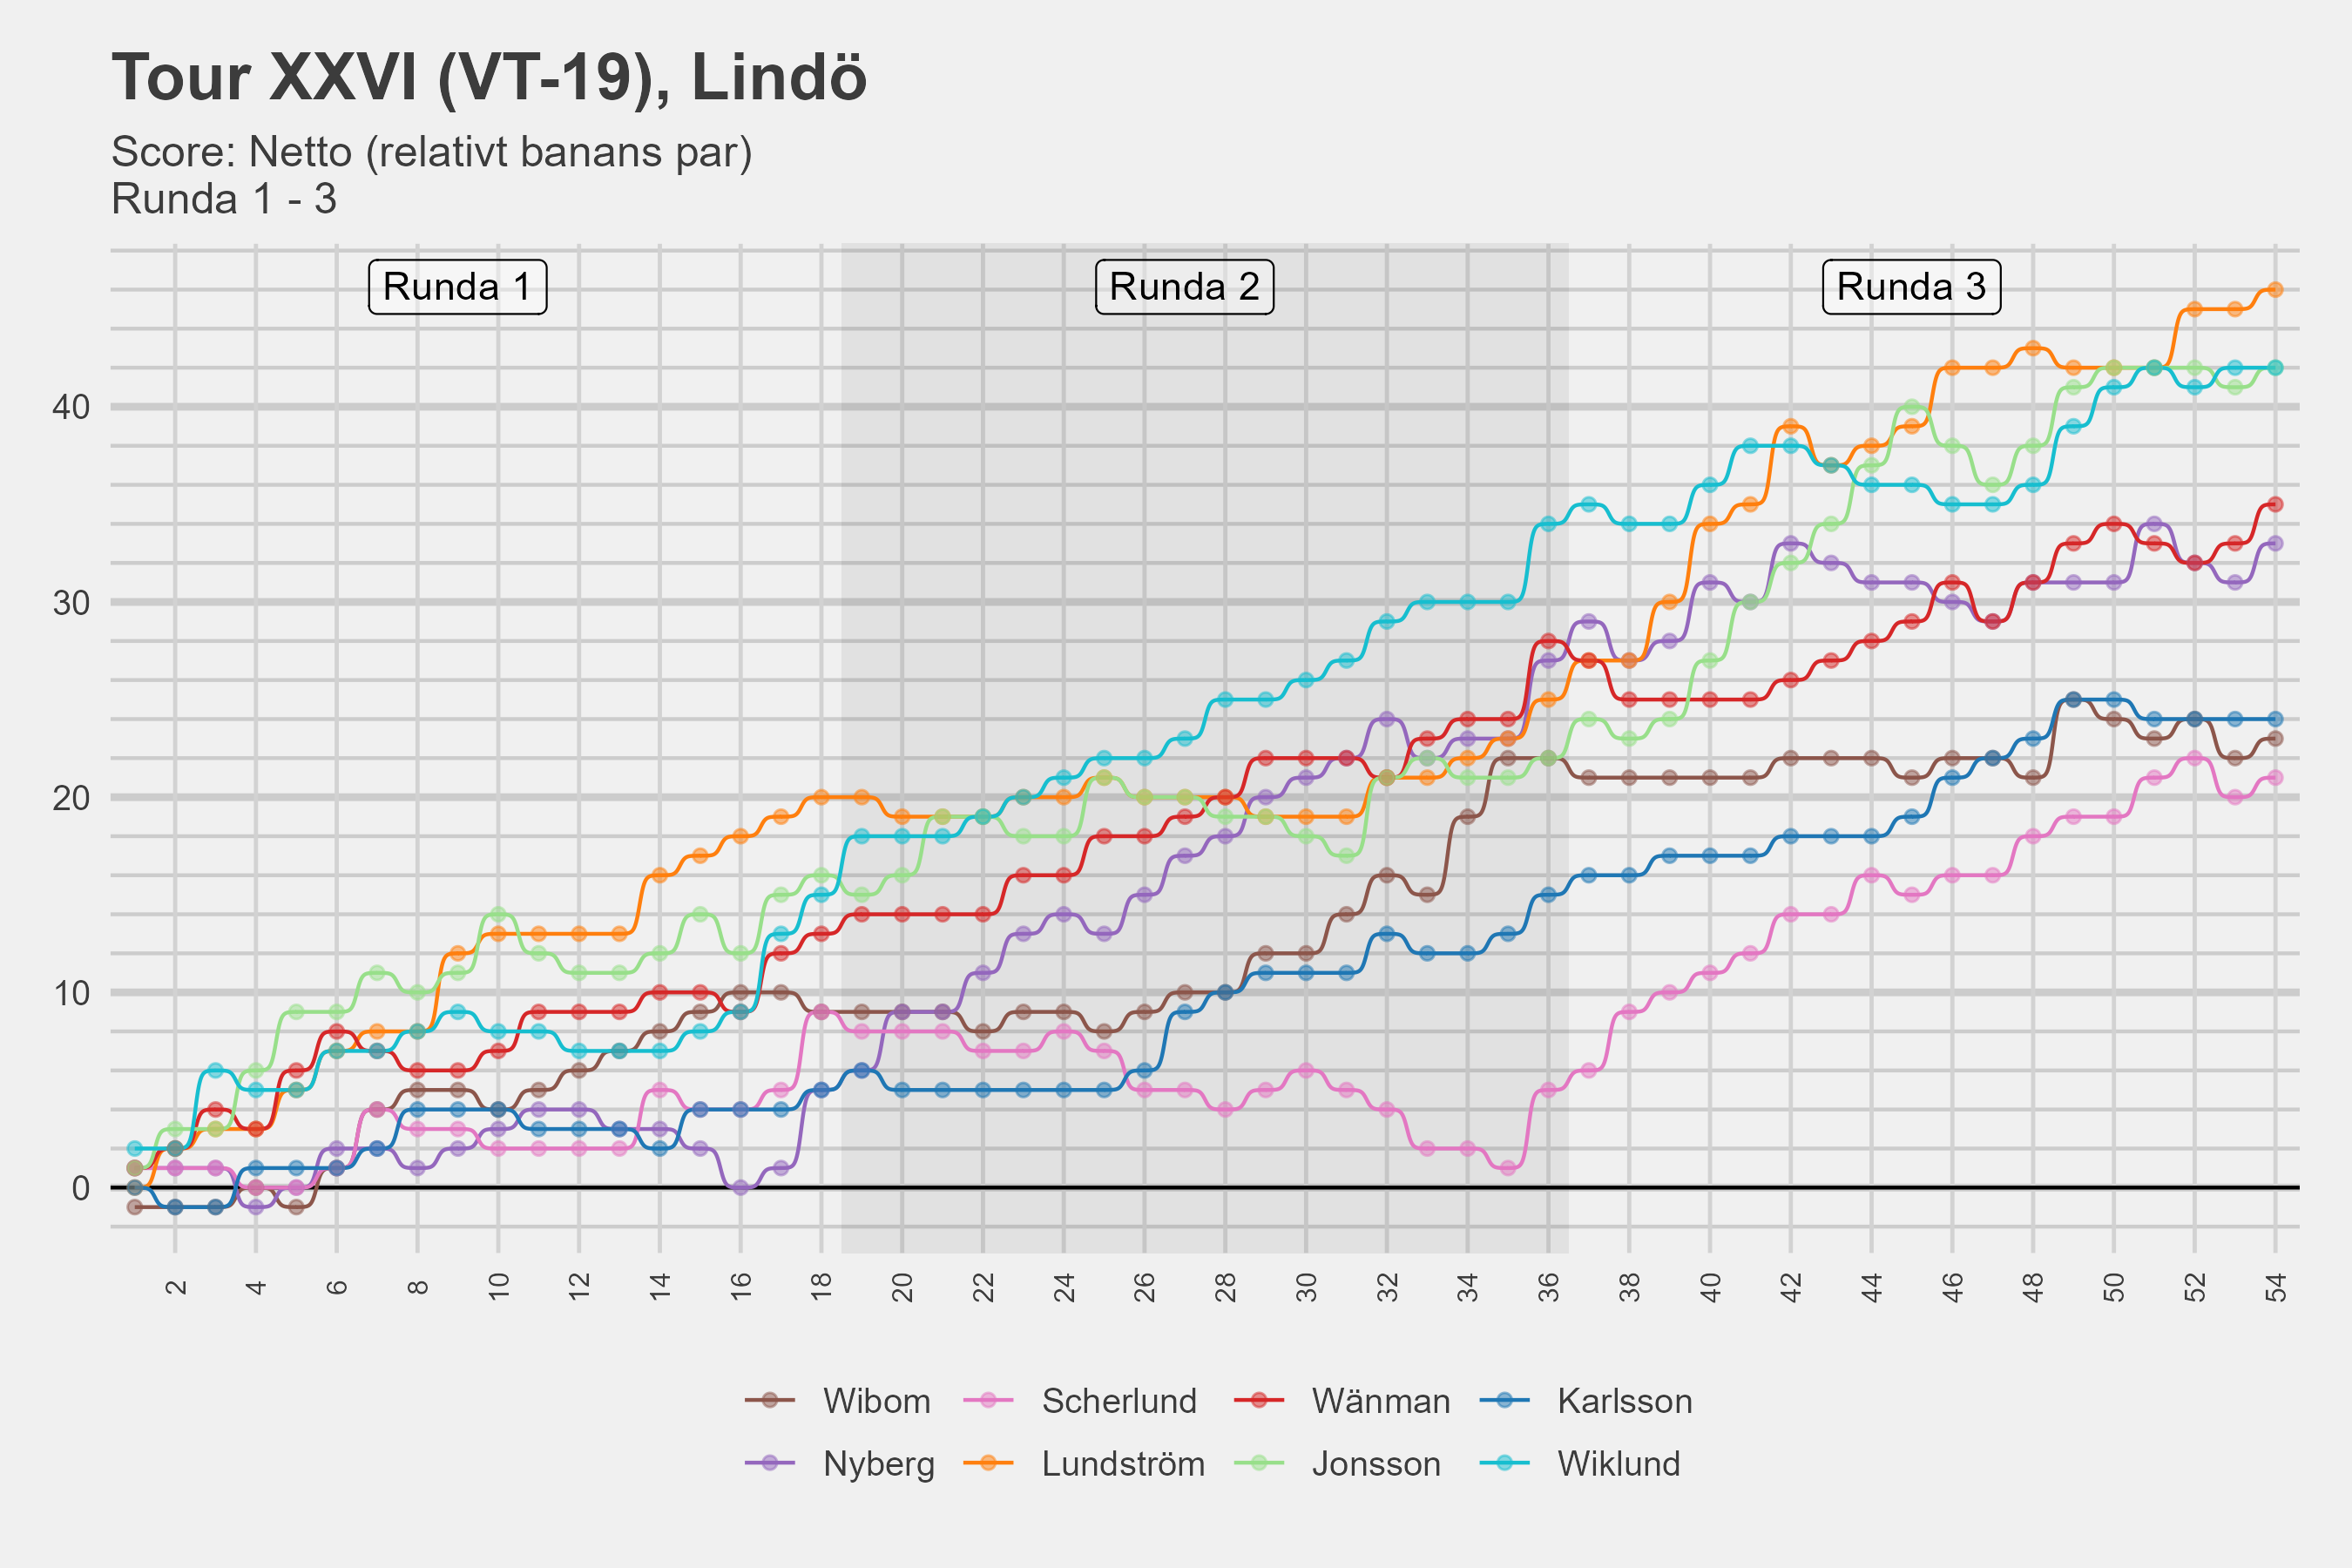 Tour XXVI (VT-19), Lindö
Score: Netto (relativt banans par)
Runda 1 - 3
Runda 1 Runda 2 Runda 3
40
30
20
10
0
2 4 6 8 10 12 14 16 18 20 22 24 26 28 30 32 34 36 38 40 42 44 46 48 50 52 54
Wibom Scherlund Wänman Karlsson
Nyberg Lundström Jonsson Wiklund